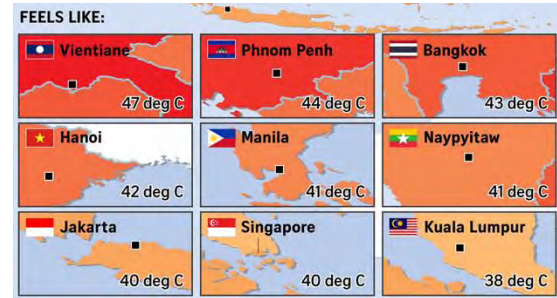 FEELS LIKE:
Vientiane
47 deg C
Phnom Penh
44 deg C
Bangkok
43 deg C
Hanoi
42 deg C
Manila
41 deg C
Naypyitaw
41 deg C
Jakarta
40 deg C
Singapore
40 deg C
Kuala Lumpur
38 deg C